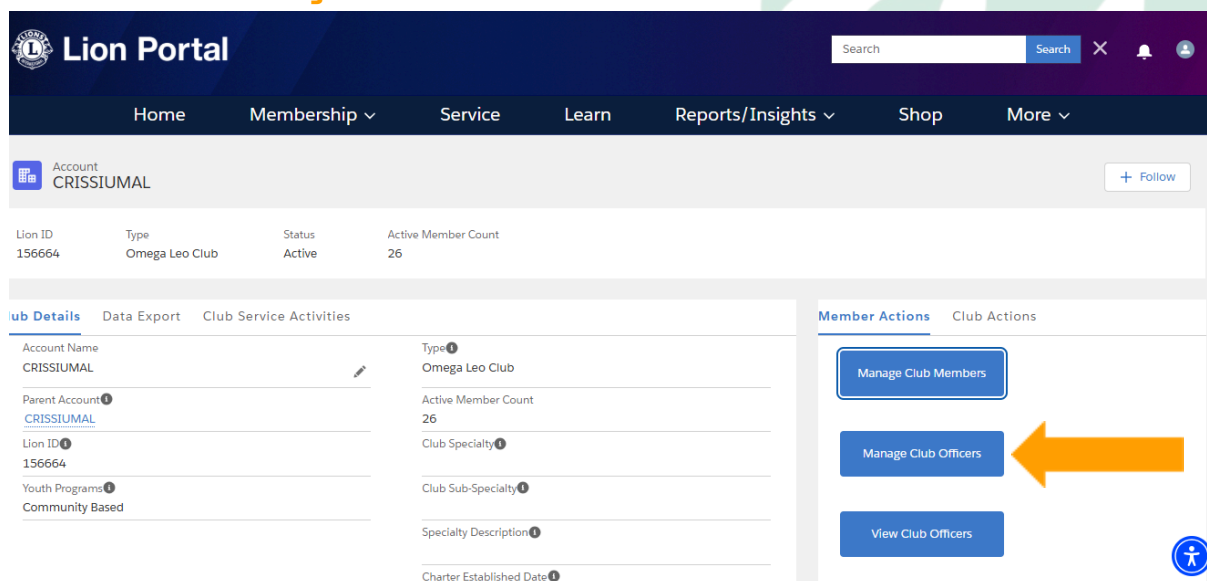 Lion Portal
Search
Search
Home Membership Service Learn Reports/Insights Shop More
Account
CRISSIUMAL
+ Follow
Lion ID Type Status Active Member Count
156664 Omega Leo Club Active 26
lub Details Data Export Club Service Activities
Member Actions Club Actions
Account Name
CRISSIUMAL
Type
Omega Leo Club
Parent Account
CRISSIUMAL
Active Member Count
26
Lion ID
156664
Club Specialty
Youth Programs
Community Based
Club Sub-Specialty
Specialty Description
Charter Established Date
Manage Club Members
Manage Club Officers
View Club Officers